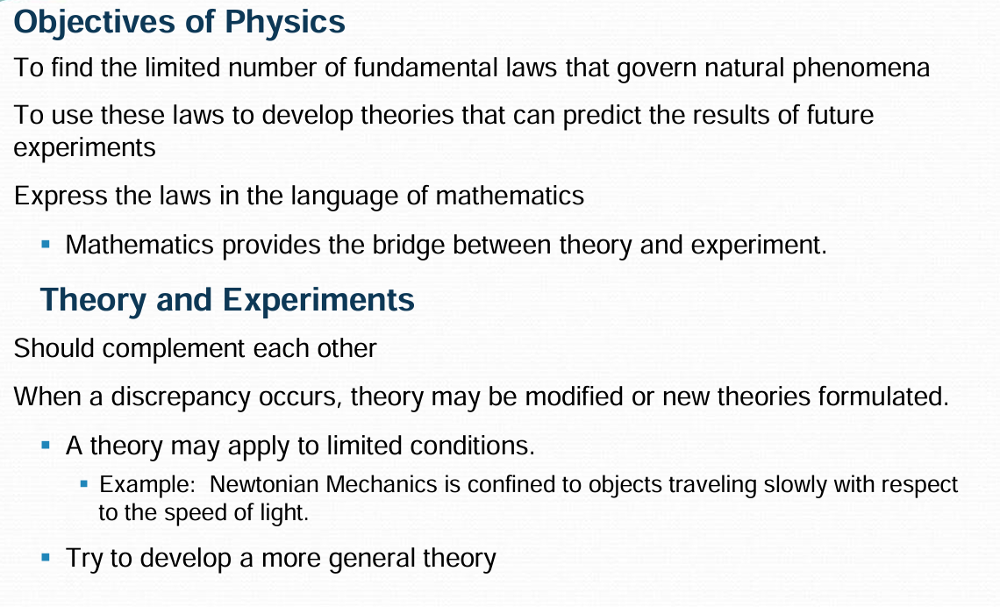 Objectives of Physics
To find the limited number of fundamental laws that govern natural phenomena
To use these laws to develop theories that can predict the results of future
experiments
Express the laws in the language of mathematics
▪ Mathematics provides the bridge between theory and experiment.
Theory and Experiments
Should complement each other
When a discrepancy occurs, theory may be modified or new theories formulated.
▪ A theory may apply to limited conditions.
▪ Example:  Newtonian Mechanics is confined to objects traveling slowly with respect
to the speed of light.
▪ Try to develop a more general theory